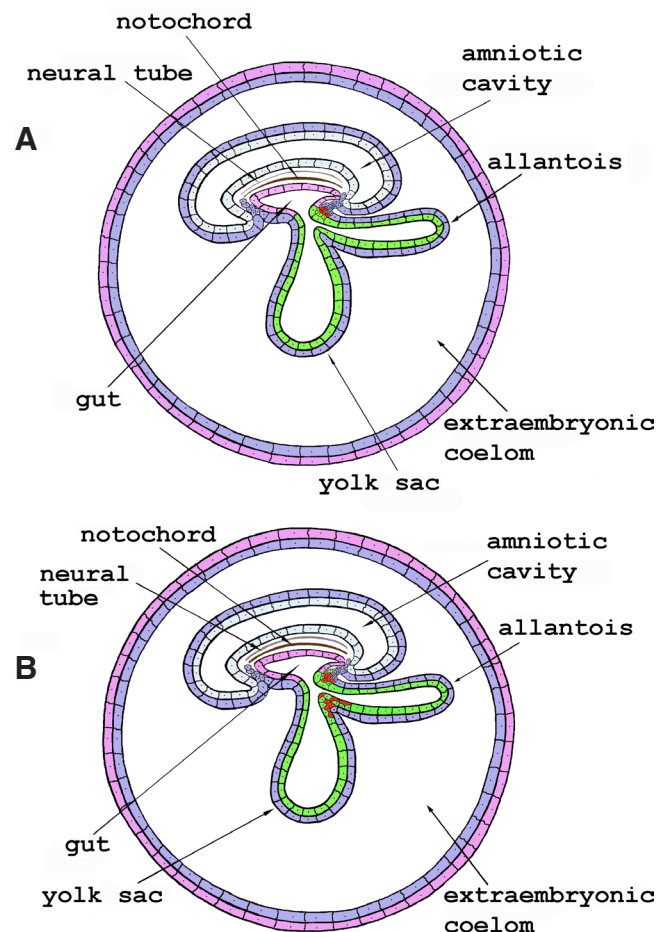 notochord
neural tube
amniotic
cavity
A
allantois
gut
extraembryonic
coelom
yolk sac
notochord
amniotic
cavity
neural
tube
allantois
B
gut
yolk sac
extraembryonic
coelom